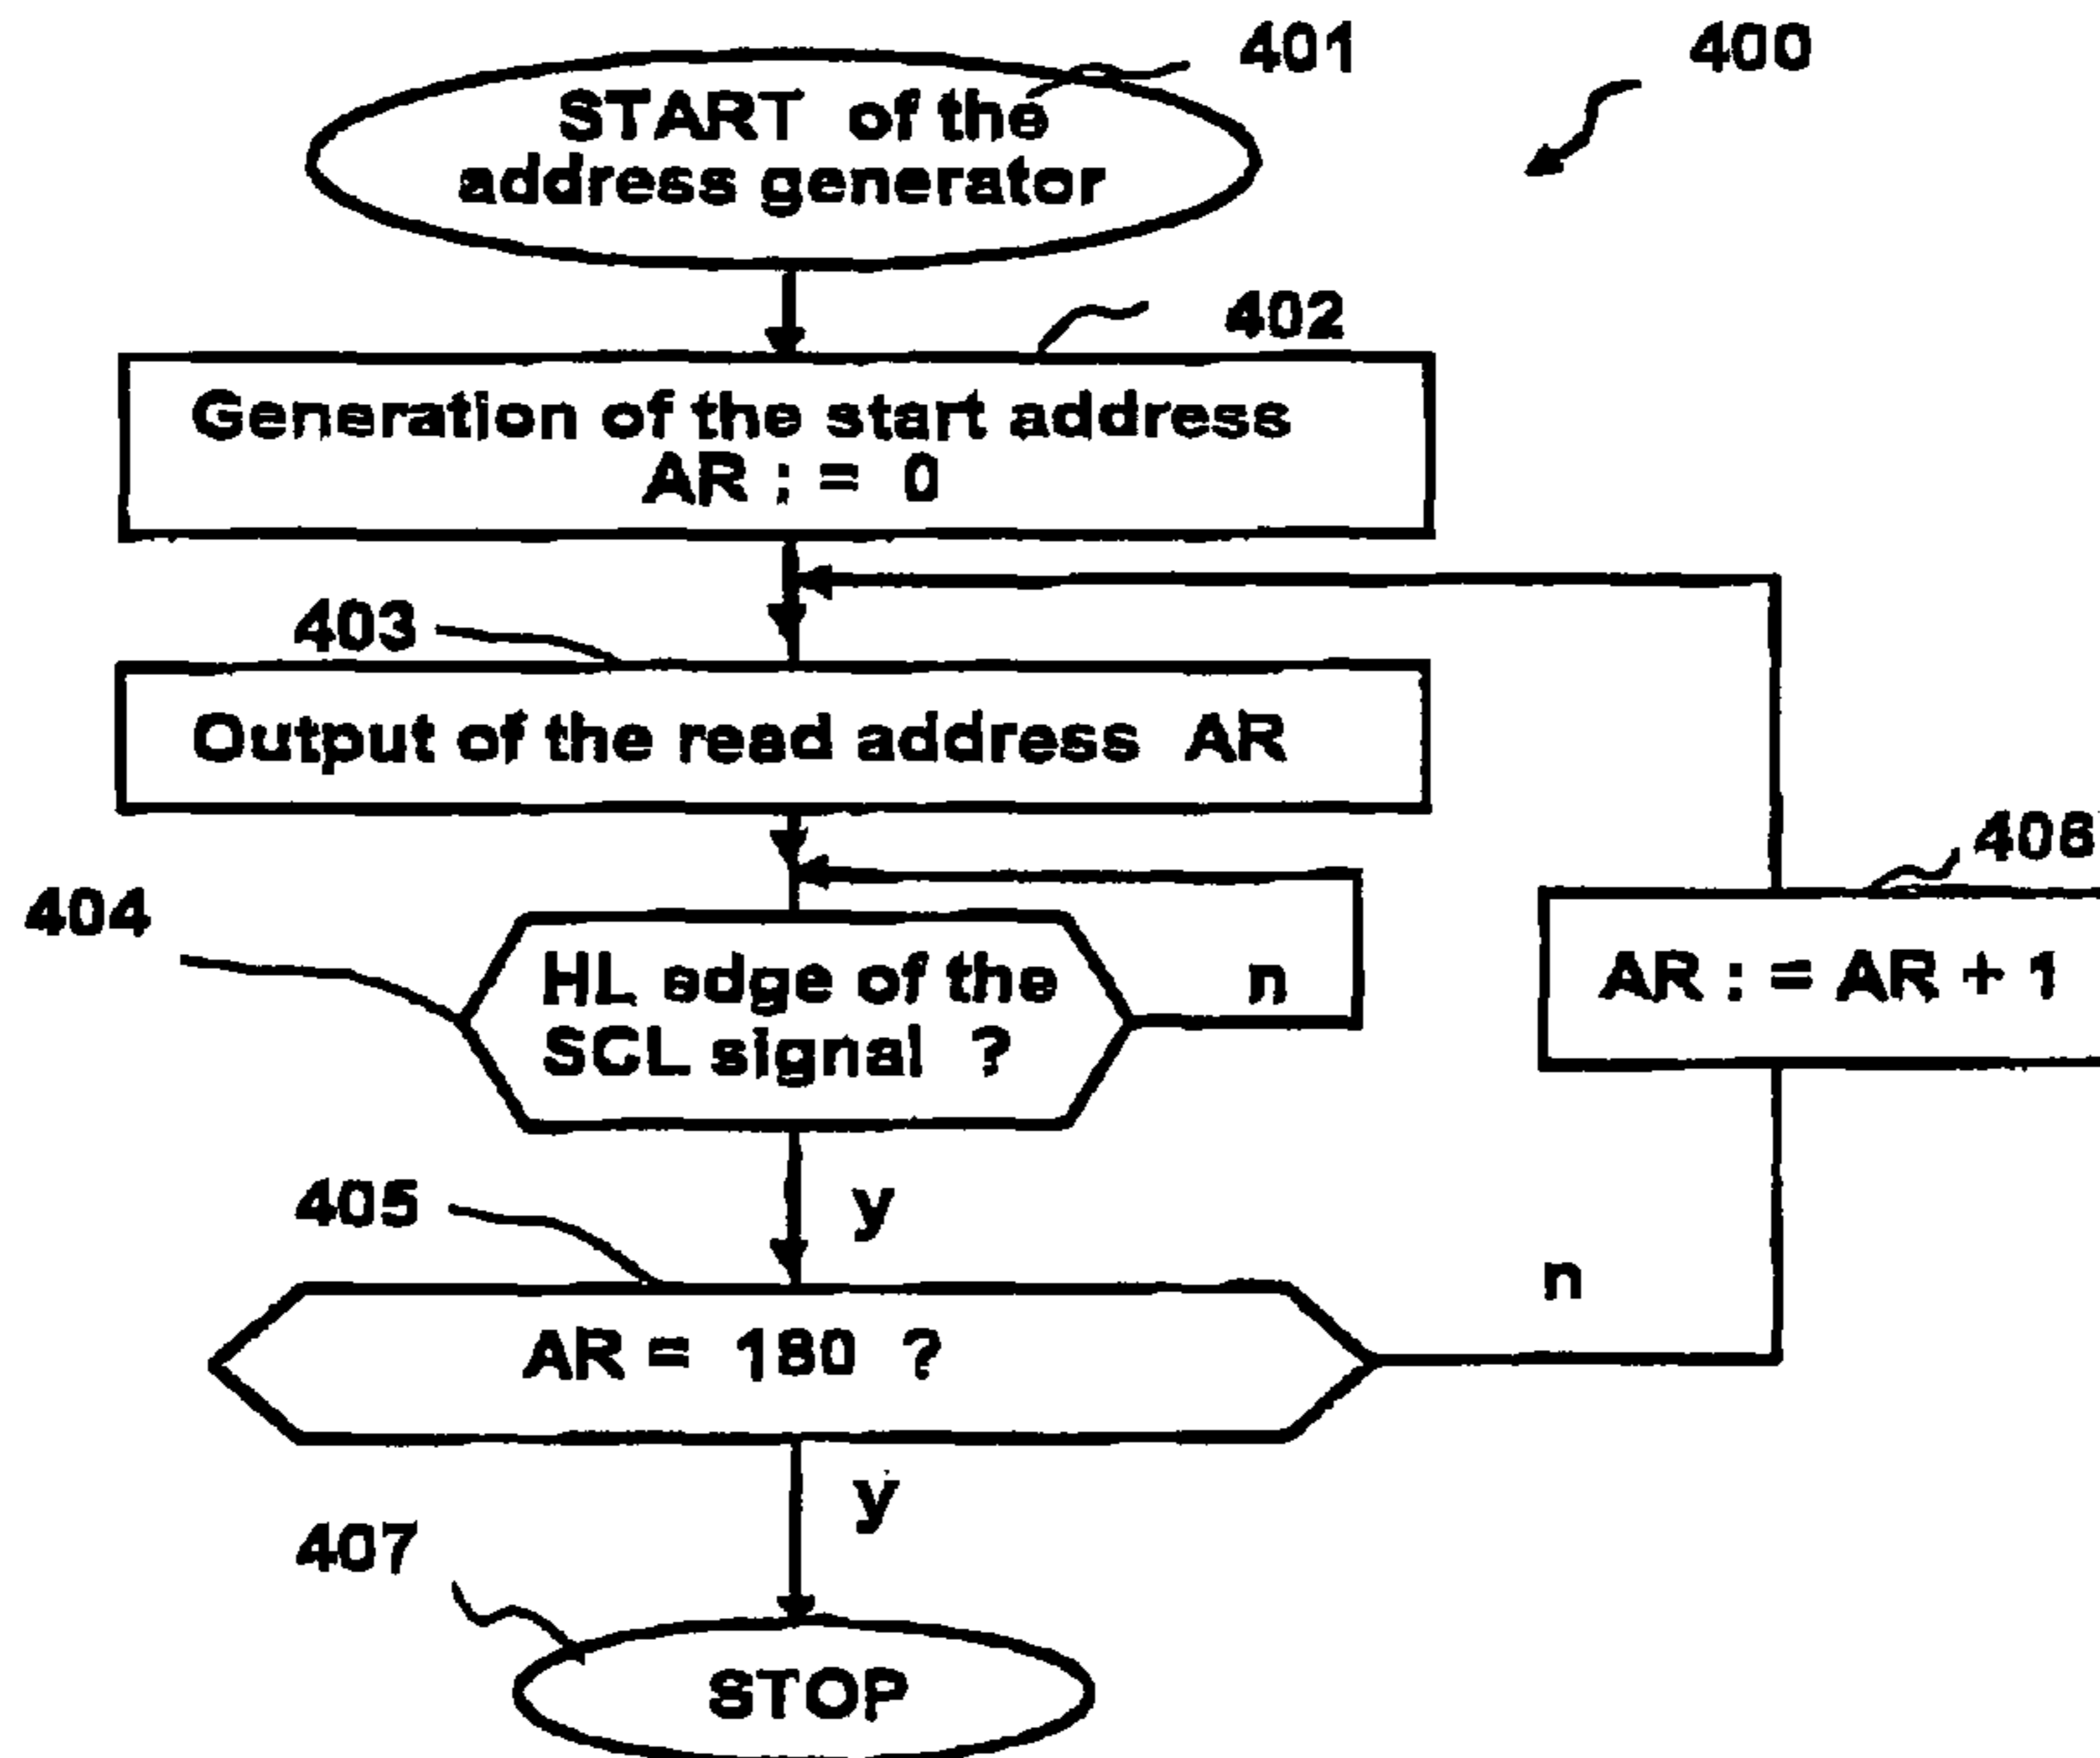 401
400
START of the
address generator
402
Generation of the start address
AR : = 0
403
Output of the read address AR
404
HL edge of the
SCL signal ?
n
AR : = AR + 1
405
y
n
AR = 180 ?
y
407
STOP